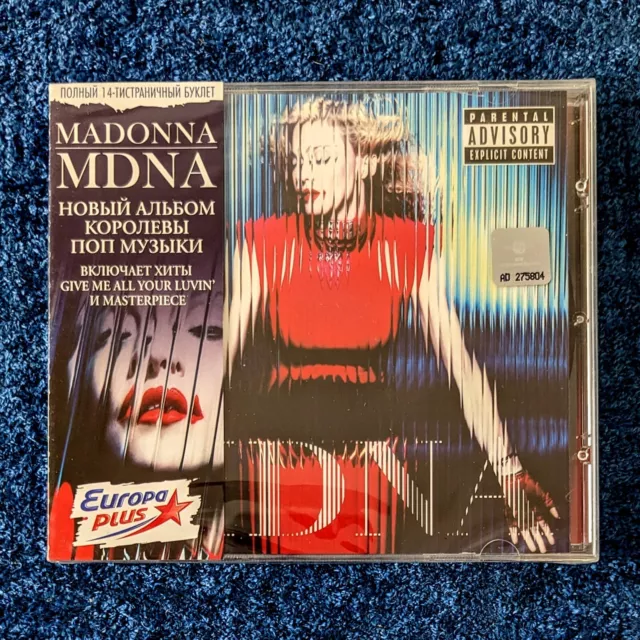 ПОЛНЫЙ 14-ТИСТРАНИЧНЫЙ БУКЛЕТ
MADONNA
MDNA
НОВЫЙ АЛЬБОМ
КОРОЛЕВЫ
ПОП МУЗЫКИ
ВКЛЮЧАЕТ ХИТЫ
GIVE ME ALL YOUR LUVIN'
И MASTERPIECE
Europa
PLUS
PARENTAL
ADVISORY
EXPLICIT CONTENT
AD 275804
DNA